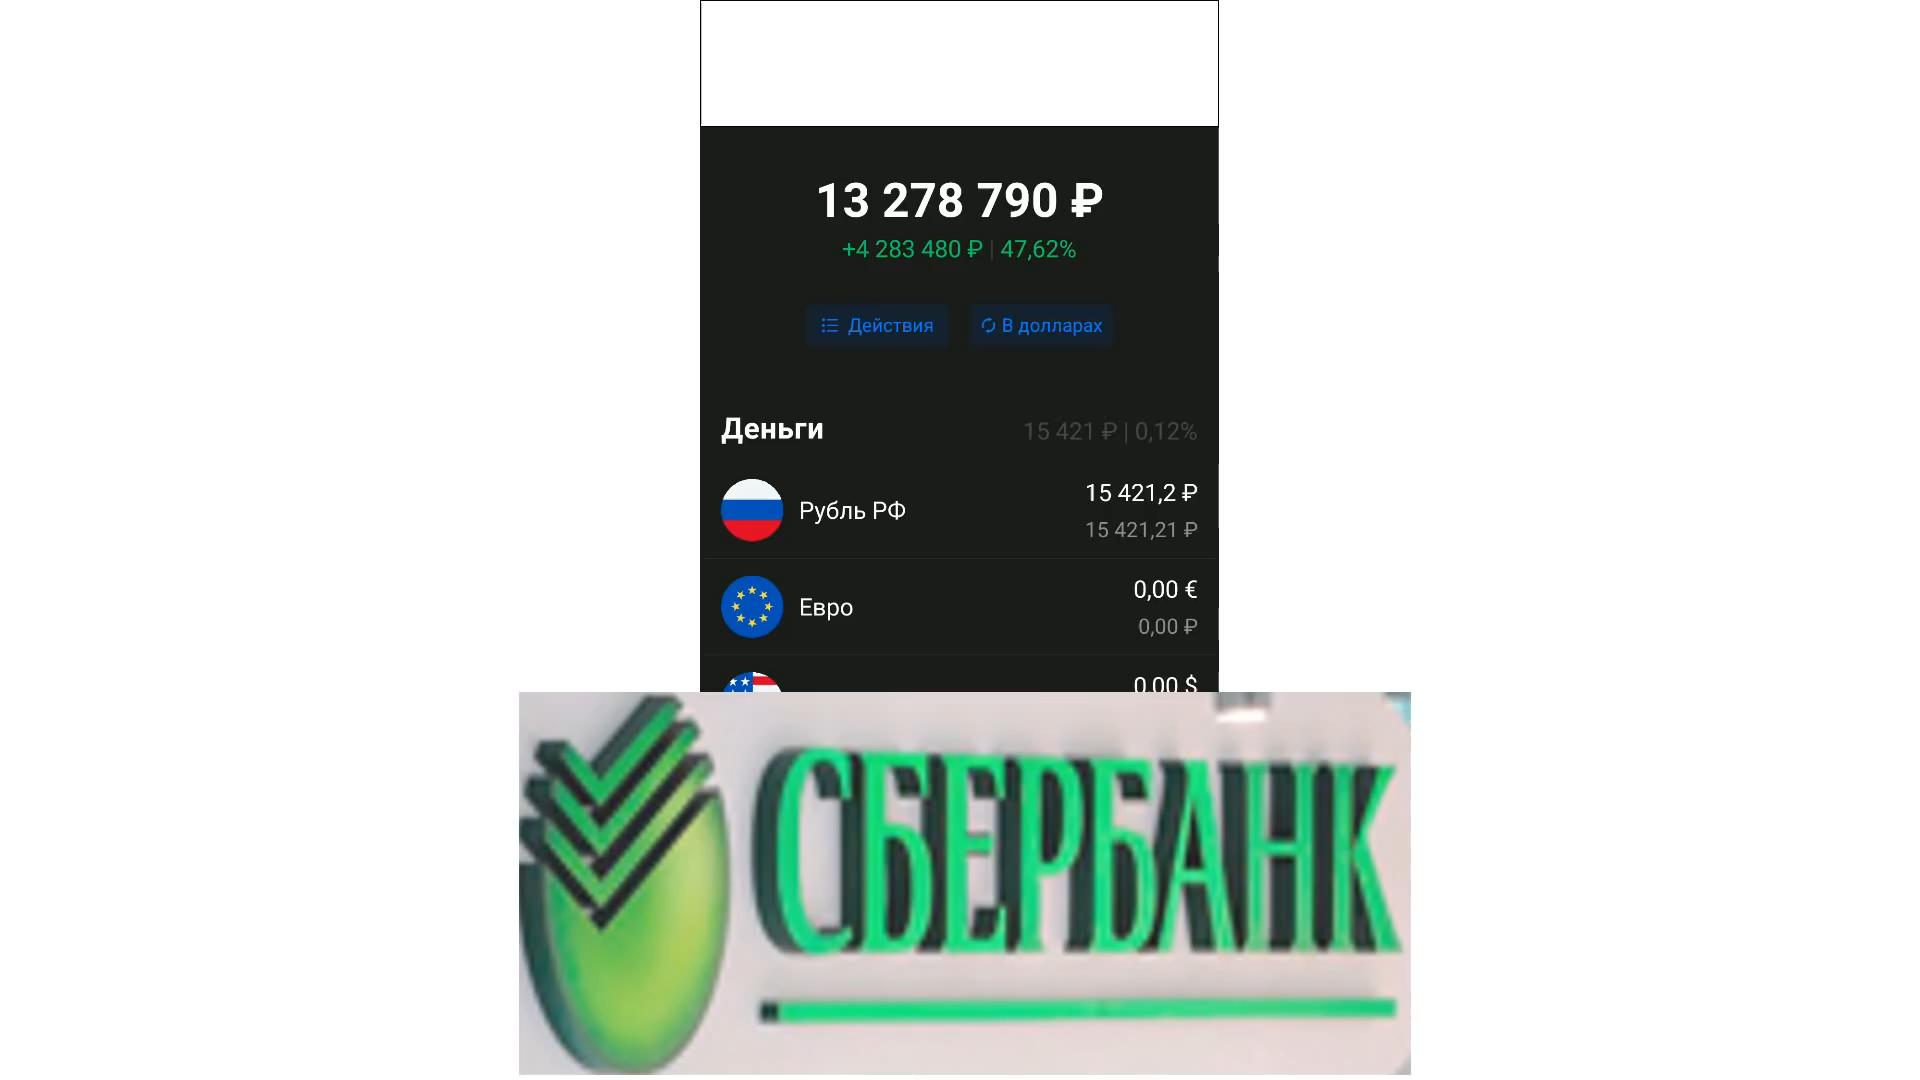 13 278 790 ₽
+4 283 480 ₽ | 47,62%
Действия
В долларах
Деньги
15 421 ₽ | 0,12%
Рубль РФ
15 421,2 ₽
15 421,21 ₽
Евро
0,00 €
0,00 ₽
0,00 $
СБЕРБАНК